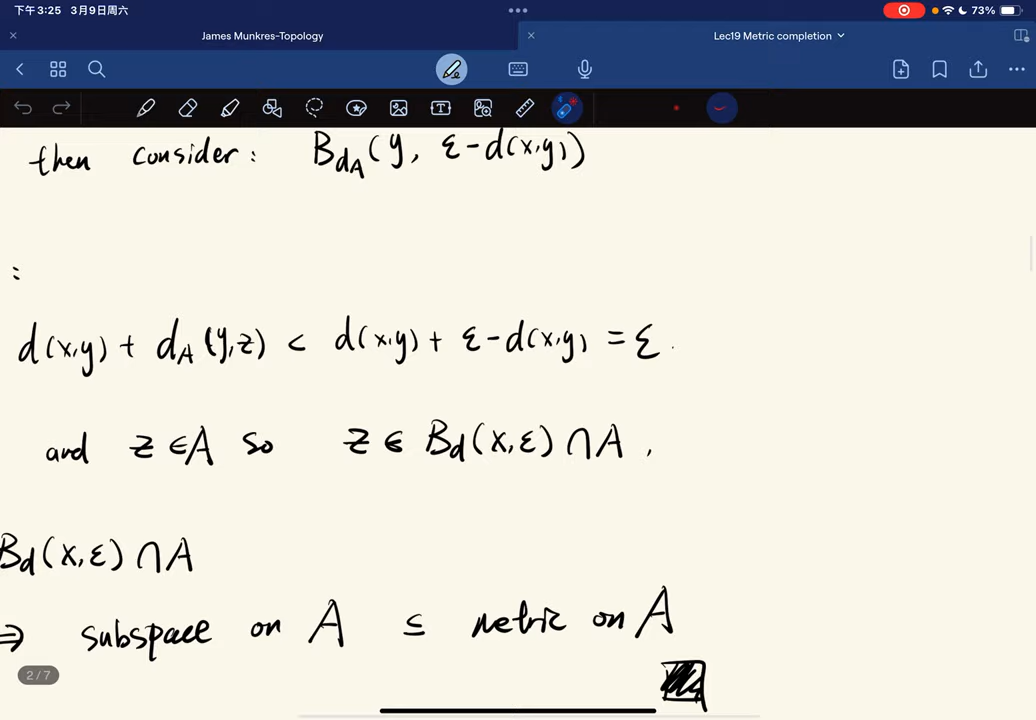 下午3:25 3月9日周六
73%
James Munkres-Topology
Lec19 Metric completion
then consider: B_{d_A}(y, ε-d(x,y))
:
d(x,y) + d_A(y,z) < d(x,y) + ε-d(x,y) = ε.
and z ∈ A so z ∈ B_d(x,ε) ∩ A,
B_d(x,ε) ∩ A
⇒ subspace on A ≤ metric on A
2/7